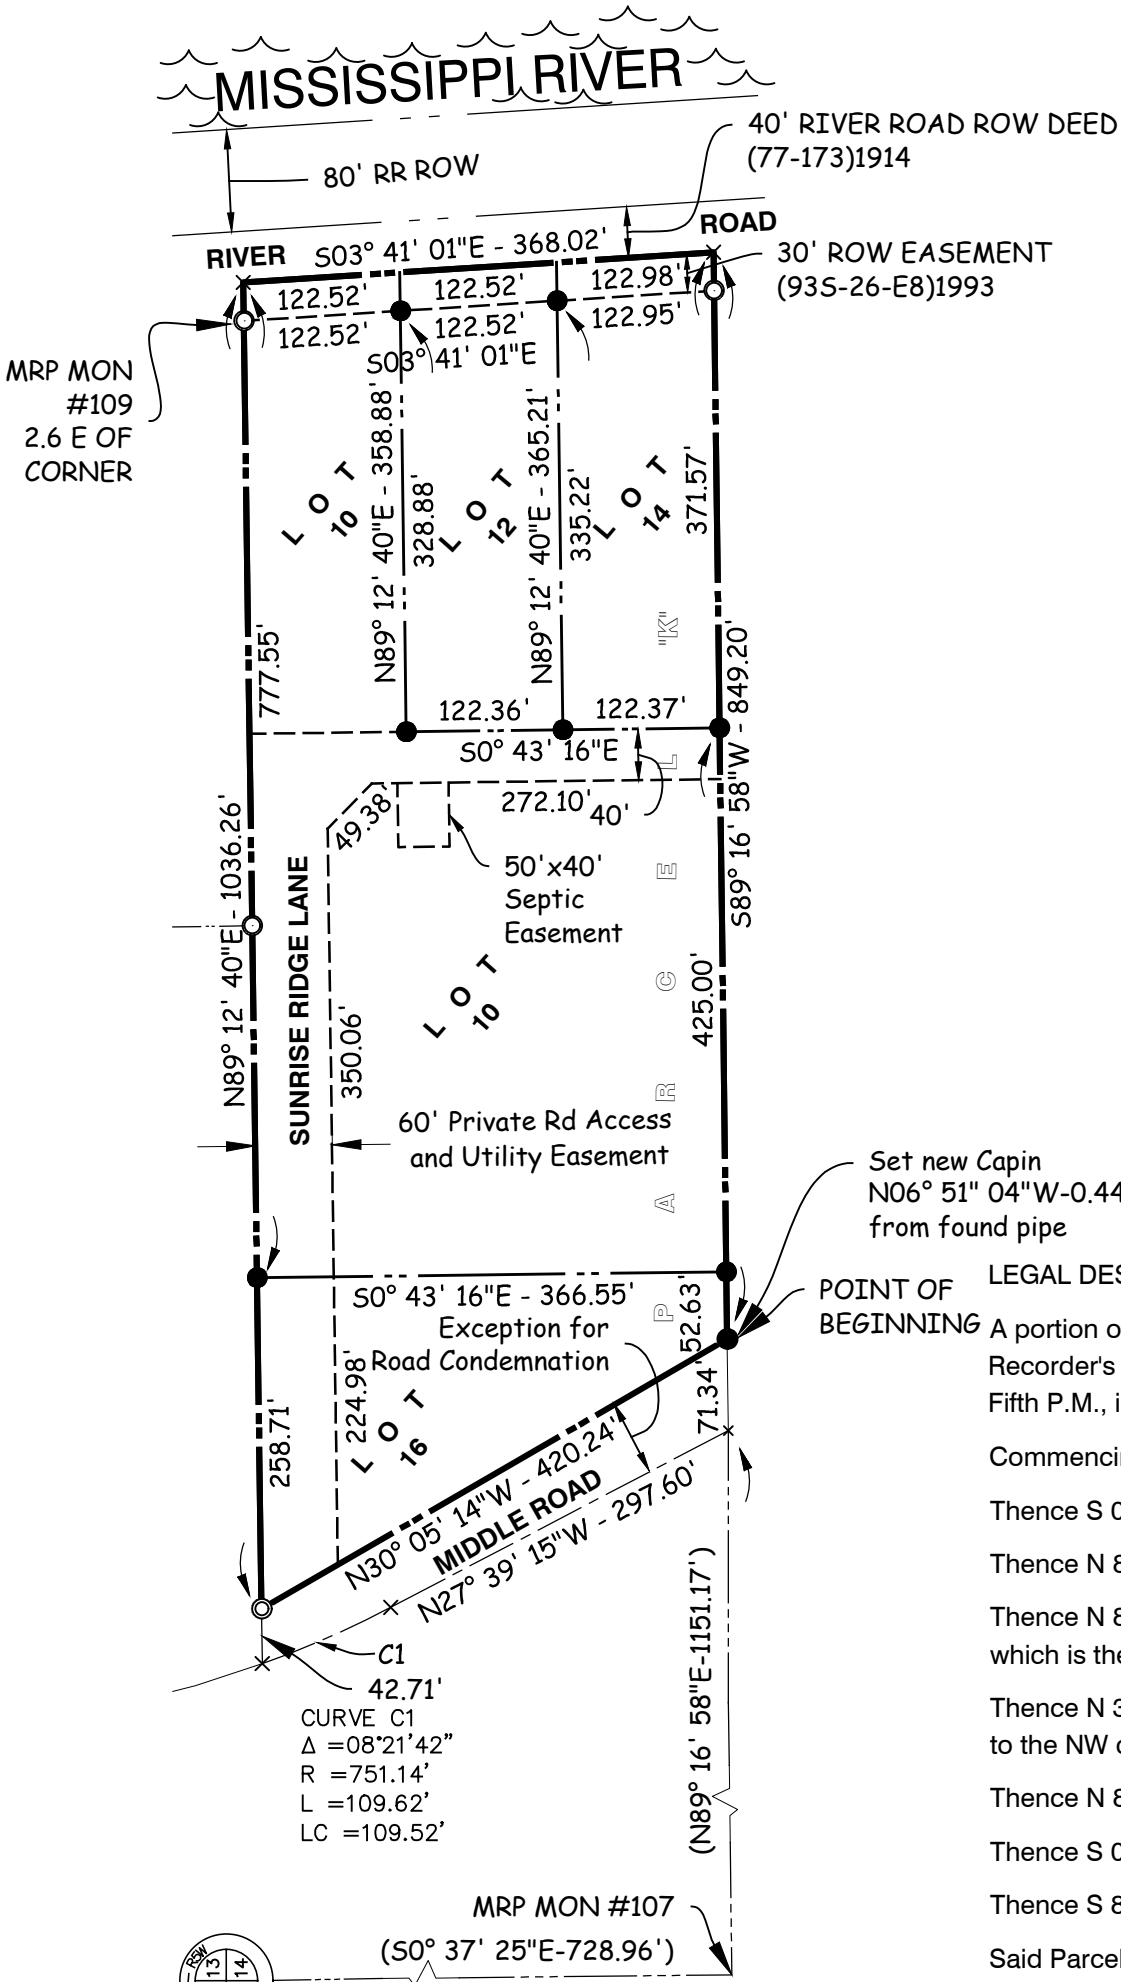 MISSISSIPPI RIVER
40' RIVER ROAD ROW DEED
(77-173)1914
80' RR ROW
RIVER
ROAD
S03° 41' 01"E - 368.02'
30' ROW EASEMENT
(93S-26-E8)1993
122.52'
122.52'
122.98'
122.52'
122.52'
122.95'
S03° 41' 01"E
MRP MON
#109
2.6 E OF
CORNER
LOT
10
LOT
12
LOT
14
N89° 12' 40"E - 358.88'
328.88'
N89° 12' 40"E - 365.21'
335.22'
371.57'
777.55'
122.36'
122.37'
S0° 43' 16"E
S89° 16' 58"W - 849.20'
PARCEL "K"
49.38'
272.10'
40'
50'x40'
Septic
Easement
N89° 12' 40"E - 1036.26'
SUNRISE RIDGE LANE
LOT
10
350.06'
425.00'
60' Private Rd Access
and Utility Easement
Set new Capin
N06° 51" 04"W-0.44
from found pipe
S0° 43' 16"E - 366.55'
52.63'
POINT OF
BEGINNING
Exception for
Road Condemnation
258.71'
224.98'
LOT
16
71.34'
N30° 05' 14"W - 420.24'
MIDDLE ROAD
N27° 39' 15"W - 297.60'
C1
42.71'
CURVE C1
Δ =08°21'42"
R =751.14'
L =109.62'
LC =109.52'
(N89° 16' 58"E-1151.17')
MRP MON #107
(S0° 37' 25"E-728.96')
R5W
13
14
LEGAL DES
A portion o
Recorder's
Fifth P.M., i
Commencin
Thence S 0
Thence N 8
Thence N 8
which is the
Thence N 3
to the NW c
Thence N 8
Thence S 0
Thence S 8
Said Parcel